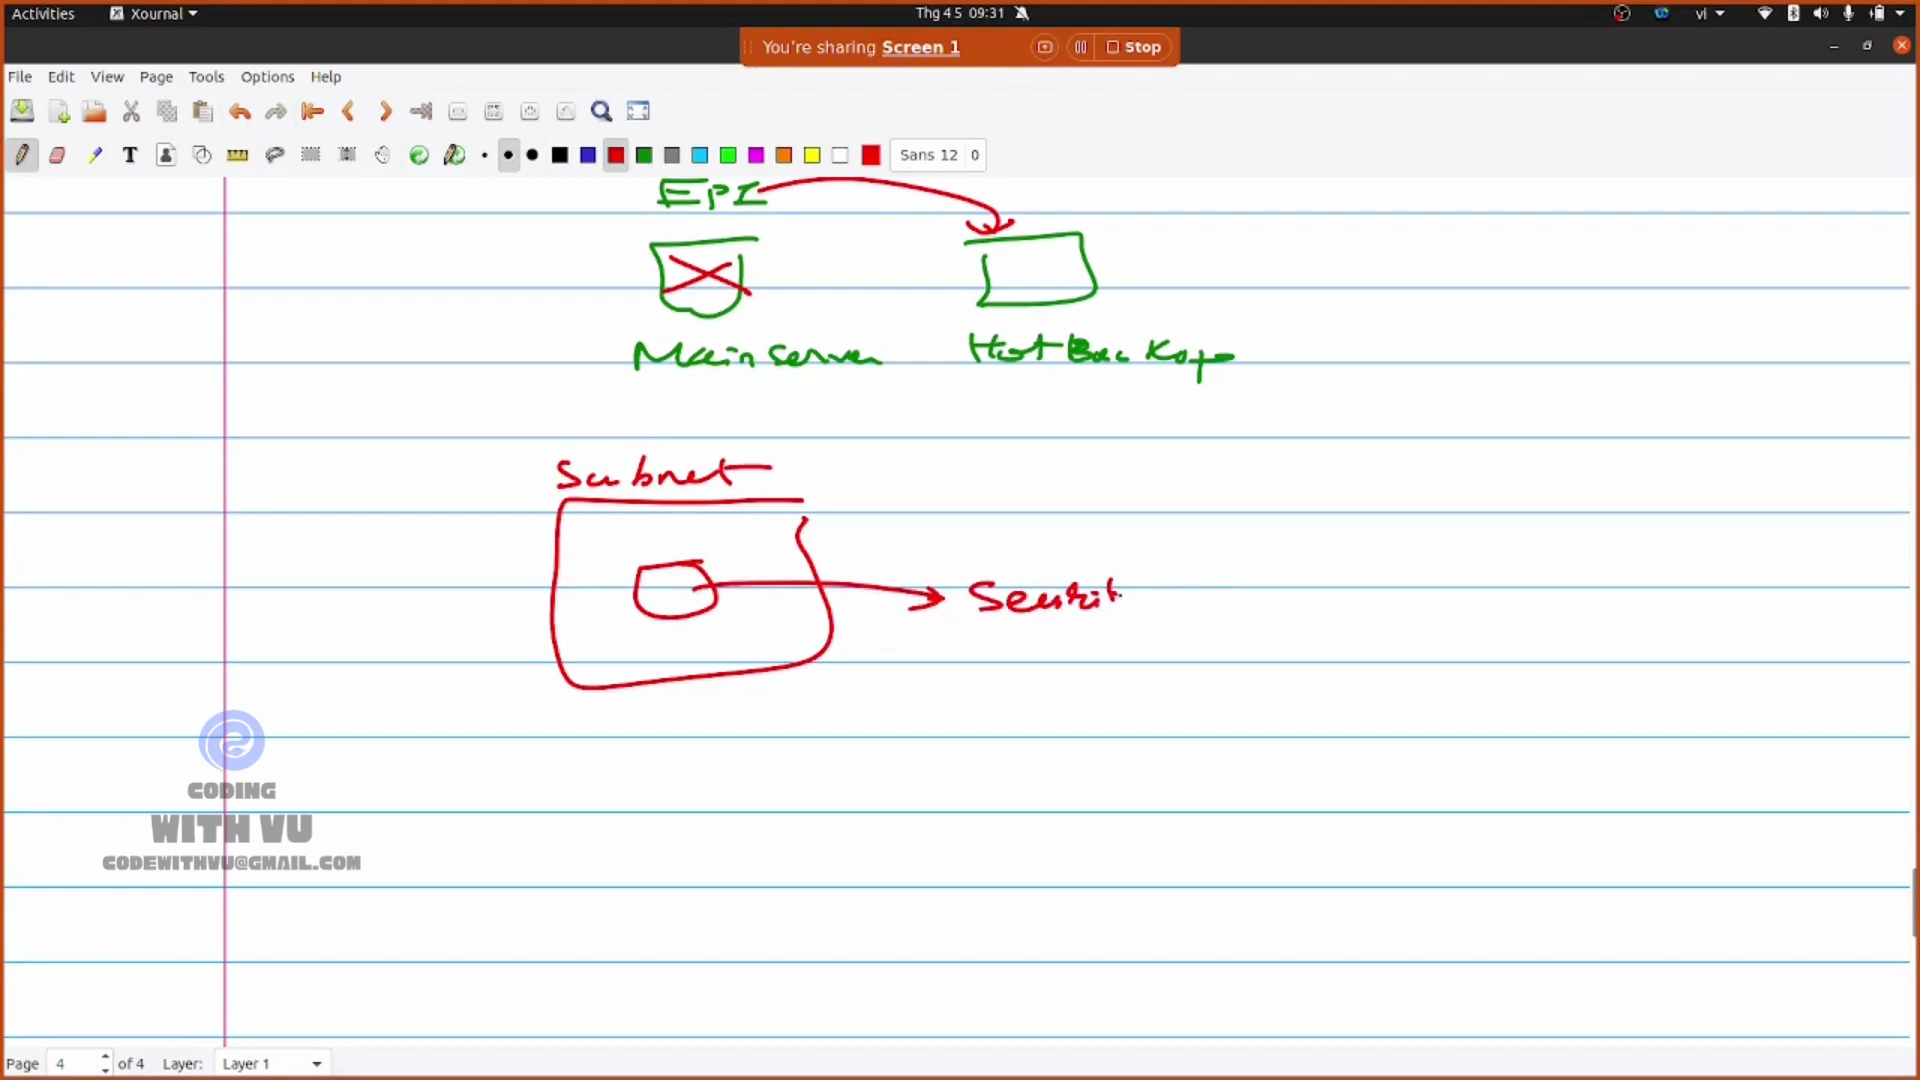 Activities Xournal Thg 4 5 09:31 vi
You're sharing Screen 1 Stop
File Edit View Page Tools Options Help
T Sans 12 0
EPI
Main Server Hot Backup
Subnet
Securit
CODING
WITH VU
CODEWITHVU@GMAIL.COM
Page 4 of 4 Layer: Layer 1